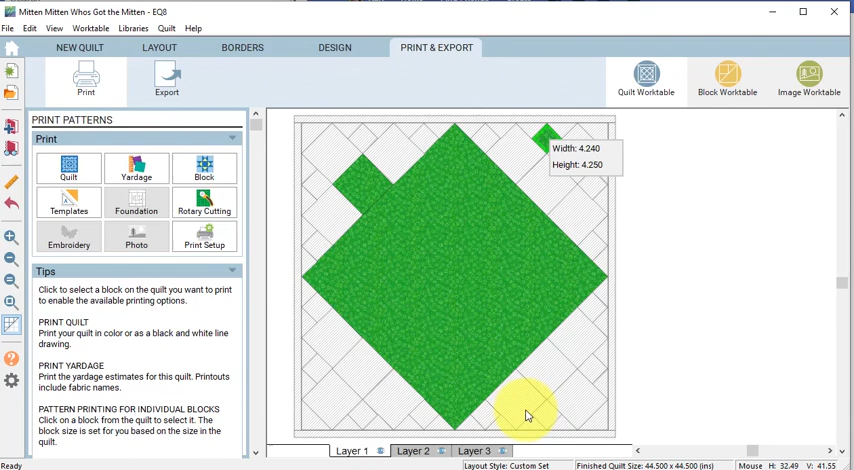 Mitten Mitten Whos Got the Mitten - EQ8
File Edit View Worktable Libraries Quilt Help
NEW QUILT LAYOUT BORDERS DESIGN PRINT & EXPORT
Print Export Quilt Worktable Block Worktable Image Worktable
PRINT PATTERNS
Print
Quilt Yardage Block
Templates Foundation Rotary Cutting
Embroidery Photo Print Setup
Width: 4.240
Height: 4.250
Tips
Click to select a block on the quilt you want to print
to enable the available printing options.
PRINT QUILT
Print your quilt in color or as a black and white line
drawing.
PRINT YARDAGE
Print the yardage estimates for this quilt. Printouts
include fabric names.
PATTERN PRINTING FOR INDIVIDUAL BLOCKS
Click on a block from the quilt to select it. The
block size is set for you based on the size in the
quilt.
Layer 1 Layer 2 Layer 3
Ready Layout Style: Custom Set Finished Quilt Size: 44.500 x 44.500 (ins) Mouse H: 32.49 V: 41.55